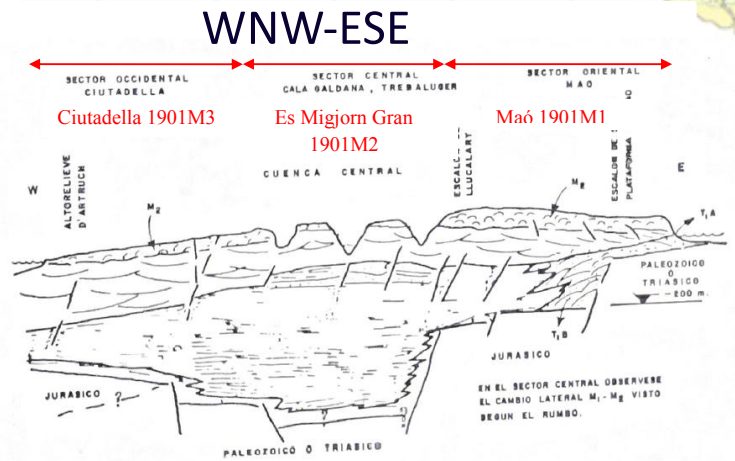 WNW-ESE
SECTOR OCCIDENTAL
CIUTADELLA
SECTOR CENTRAL
CALA GALDANA, TREBALUGER
SECTOR ORIENTAL
MAO
Ciutadella 1901M3
Es Migjorn Gran
1901M2
Maó 1901M1
CUENCA CENTRAL
W
ALTORELIEVE
D'ARTRUCH
M2
LLUCALART
ESCALON DE
PLATAFORMA
E
M2
T1A
PALEOZOICO
O
TRIASICO
-200 m.
T1B
JURASICO
JURASICO ?
?
EN EL SECTOR CENTRAL OBSERVESE
EL CAMBIO LATERAL M1-M2 VISTO
SEGUN EL RUMBO.
PALEOZOICO O TRIASICO